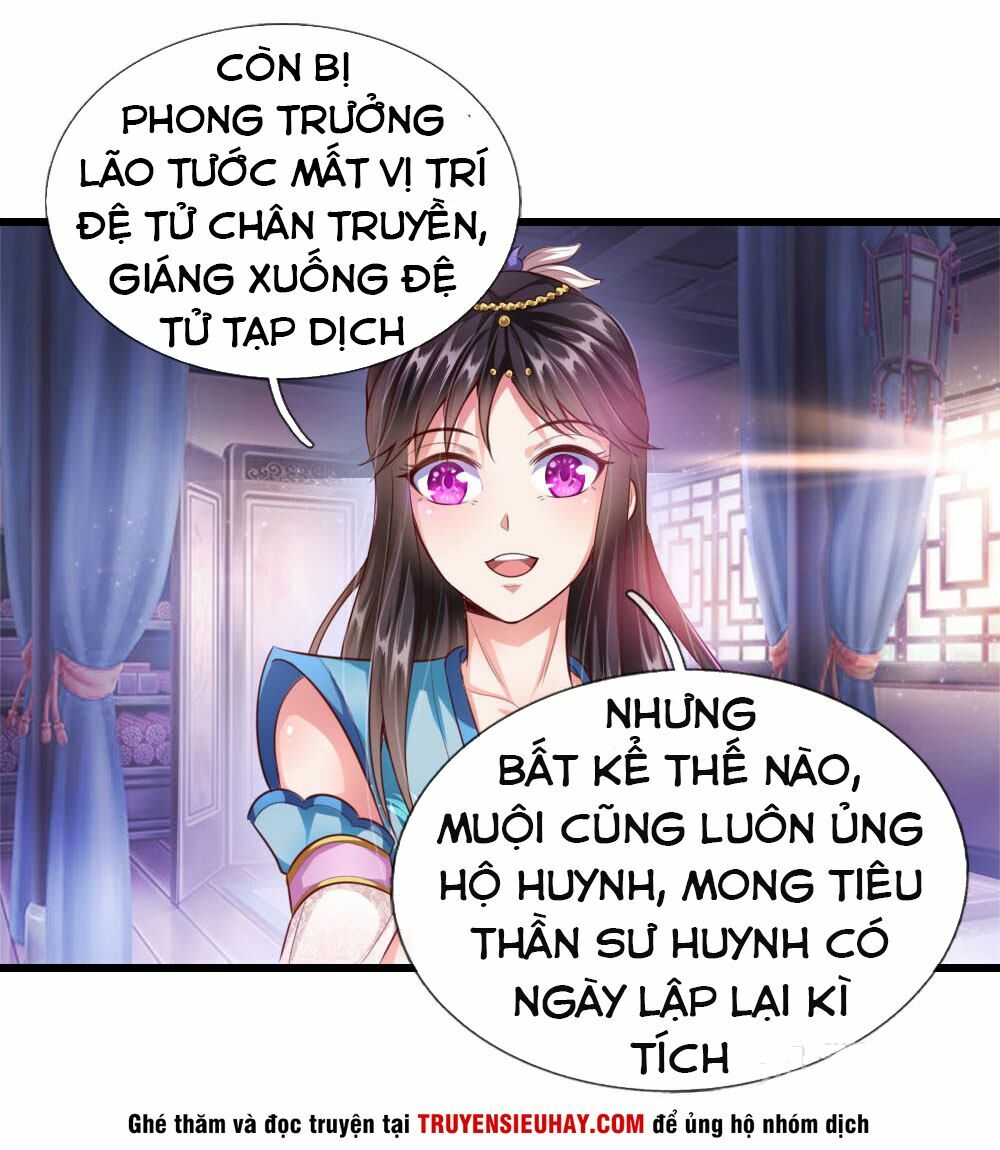 CÒN BỊ
PHONG TRƯỞNG
LÃO TƯỚC MẤT VỊ TRÍ
ĐỆ TỬ CHÂN TRUYỀN,
GIÁNG XUỐNG ĐỆ
TỬ TẠP DỊCH
NHƯNG
BẤT KỂ THẾ NÀO,
MUỘI CŨNG LUÔN ỦNG
HỘ HUYNH, MONG TIÊU
THẦN SƯ HUYNH CÓ
NGÀY LẬP LẠI KÌ
TÍCH
Ghé thăm và đọc truyện tại TRUYENSIEUHAY.COM để ủng hộ nhóm dịch